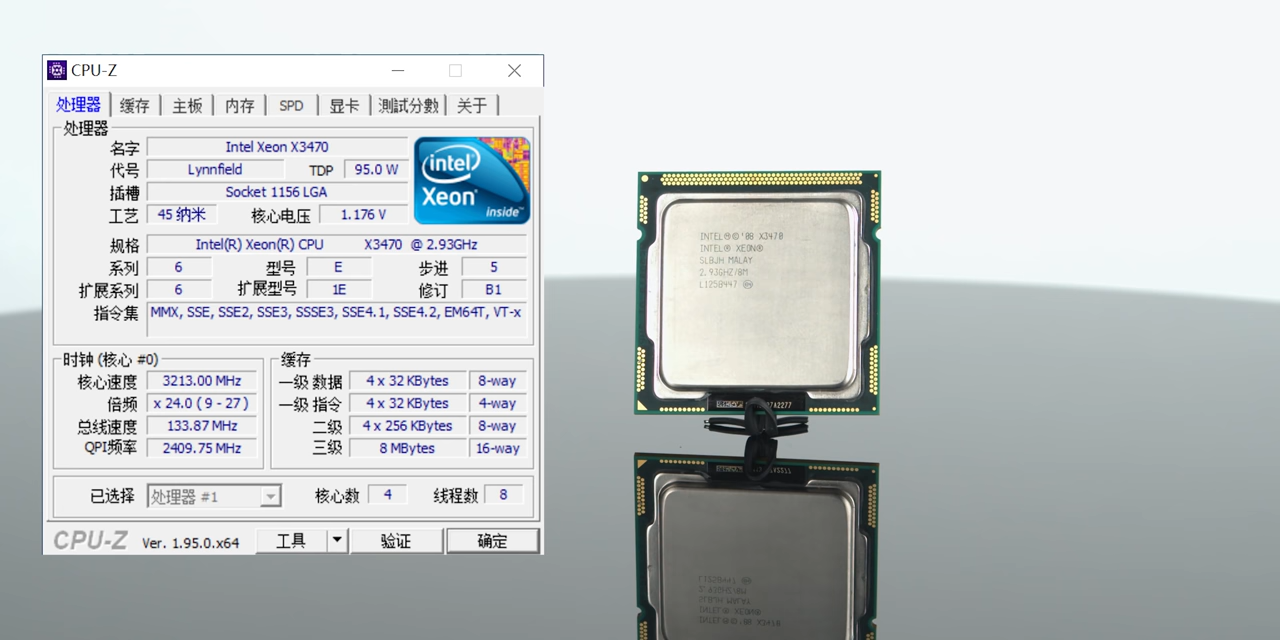 CPU-Z
处理器 缓存 主板 内存 SPD 显卡 測試分數 关于
处理器
名字 Intel Xeon X3470
代号 Lynnfield TDP 95.0 W
插槽 Socket 1156 LGA
工艺 45 纳米 核心电压 1.176 V
intel
Xeon
inside™
规格 Intel(R) Xeon(R) CPU X3470 @ 2.93GHz
系列 6 型号 E 步进 5
扩展系列 6 扩展型号 1E 修订 B1
指令集 MMX, SSE, SSE2, SSE3, SSSE3, SSE4.1, SSE4.2, EM64T, VT-x
时钟 (核心 #0)
核心速度 3213.00 MHz
倍频 x 24.0 ( 9 - 27 )
总线速度 133.87 MHz
QPI频率 2409.75 MHz
缓存
一级 数据 4 x 32 KBytes 8-way
一级 指令 4 x 32 KBytes 4-way
二级 4 x 256 KBytes 8-way
三级 8 MBytes 16-way
已选择 处理器 #1 核心数 4 线程数 8
CPU-Z Ver. 1.95.0.x64 工具 验证 确定
INTEL® © '08 X3470
INTEL® XEON®
SLBJH MALAY
2.93GHZ/8M
L125B447